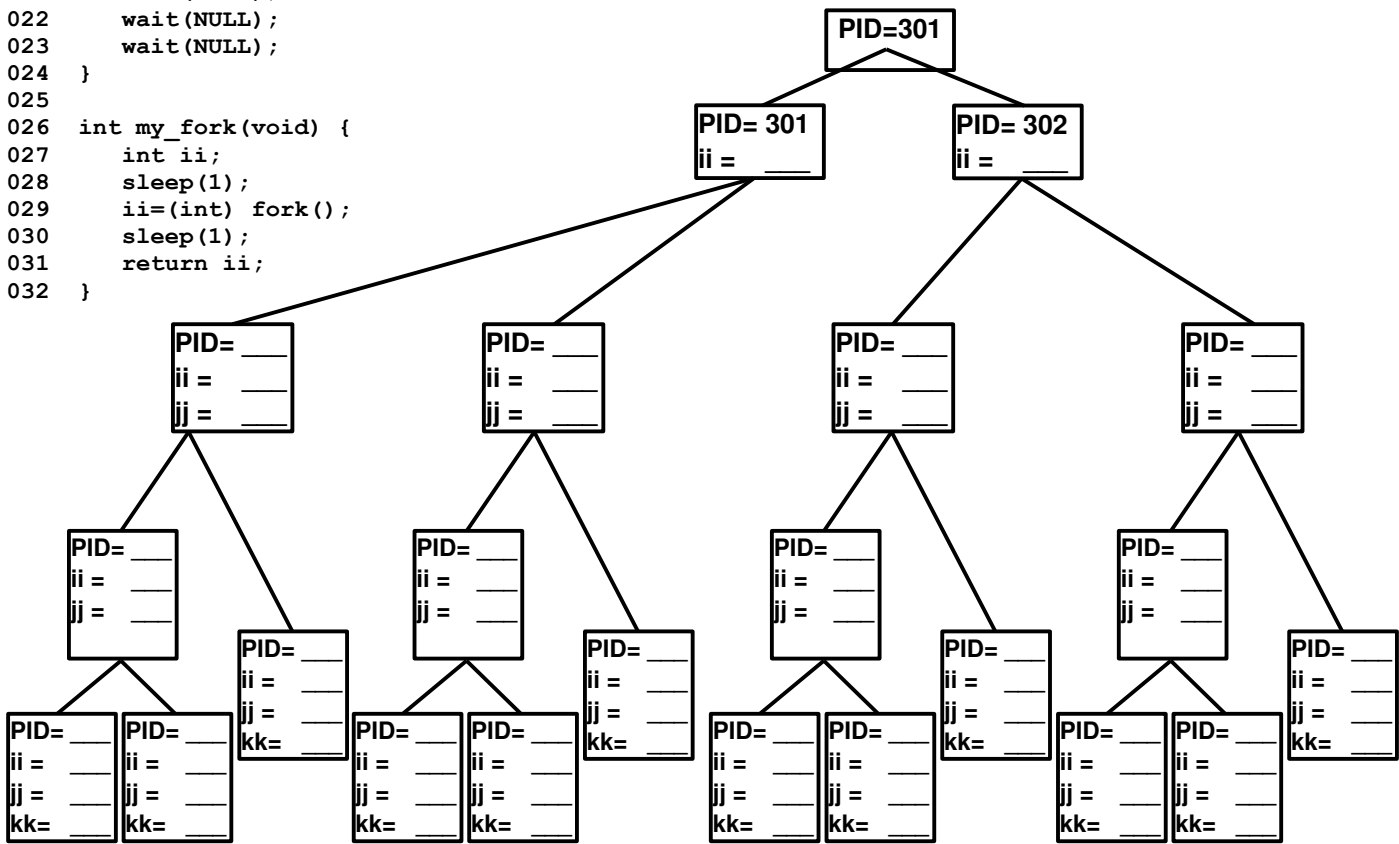 022 wait(NULL);
023 wait(NULL);
024 }
025
026 int my_fork(void) {
027 int ii;
028 sleep(1);
029 ii=(int) fork();
030 sleep(1);
031 return ii;
032 }
PID=301
PID= 301
ii = ___
PID= 302
ii = ___
PID= ___
ii = ___
jj = ___
PID= ___
ii = ___
jj = ___
PID= ___
ii = ___
jj = ___
PID= ___
ii = ___
jj = ___
PID= ___
ii = ___
jj = ___
PID= ___
ii = ___
jj = ___
PID= ___
ii = ___
jj = ___
PID= ___
ii = ___
jj = ___
PID= ___
ii = ___
jj = ___
kk= ___
PID= ___
ii = ___
jj = ___
kk= ___
PID= ___
ii = ___
jj = ___
kk= ___
PID= ___
ii = ___
jj = ___
kk= ___
PID= ___
ii = ___
jj = ___
kk= ___
PID= ___
ii = ___
jj = ___
kk= ___
PID= ___
ii = ___
jj = ___
kk= ___
PID= ___
ii = ___
jj = ___
kk= ___
PID= ___
ii = ___
jj = ___
kk= ___
PID= ___
ii = ___
jj = ___
kk= ___
PID= ___
ii = ___
jj = ___
kk= ___
PID= ___
ii = ___
jj = ___
kk= ___